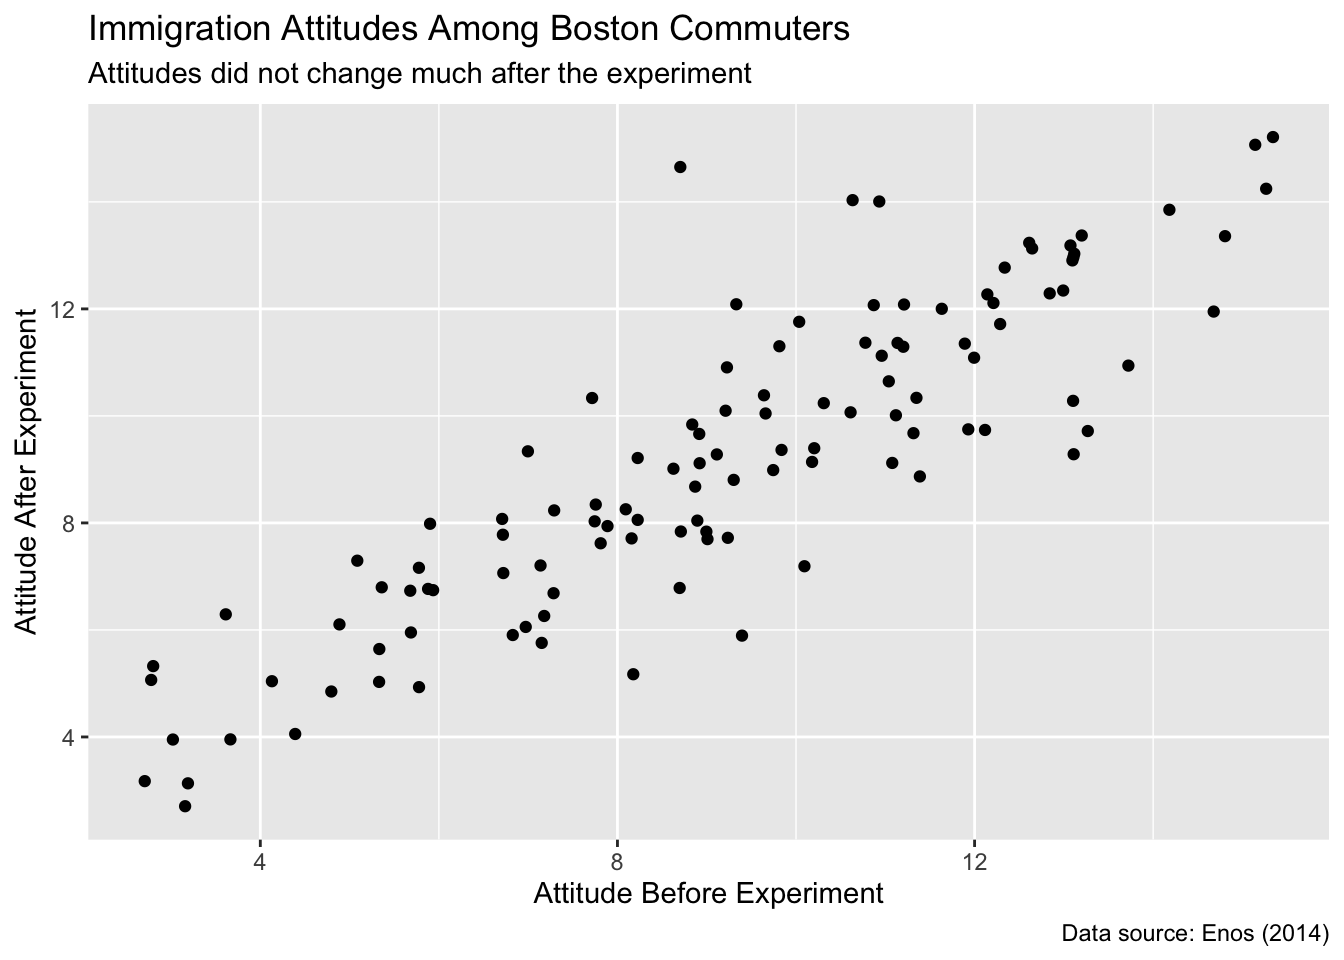 Immigration Attitudes Among Boston Commuters
Attitudes did not change much after the experiment
Attitude After Experiment
12
8
4
4
8
12
Attitude Before Experiment
Data source: Enos (2014)